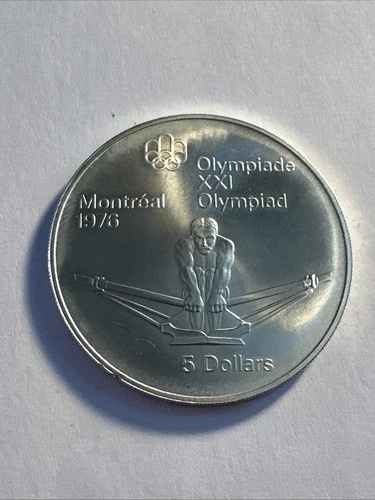 Olympiade
XXI
Olympiad
Montréal
1976
5 Dollars